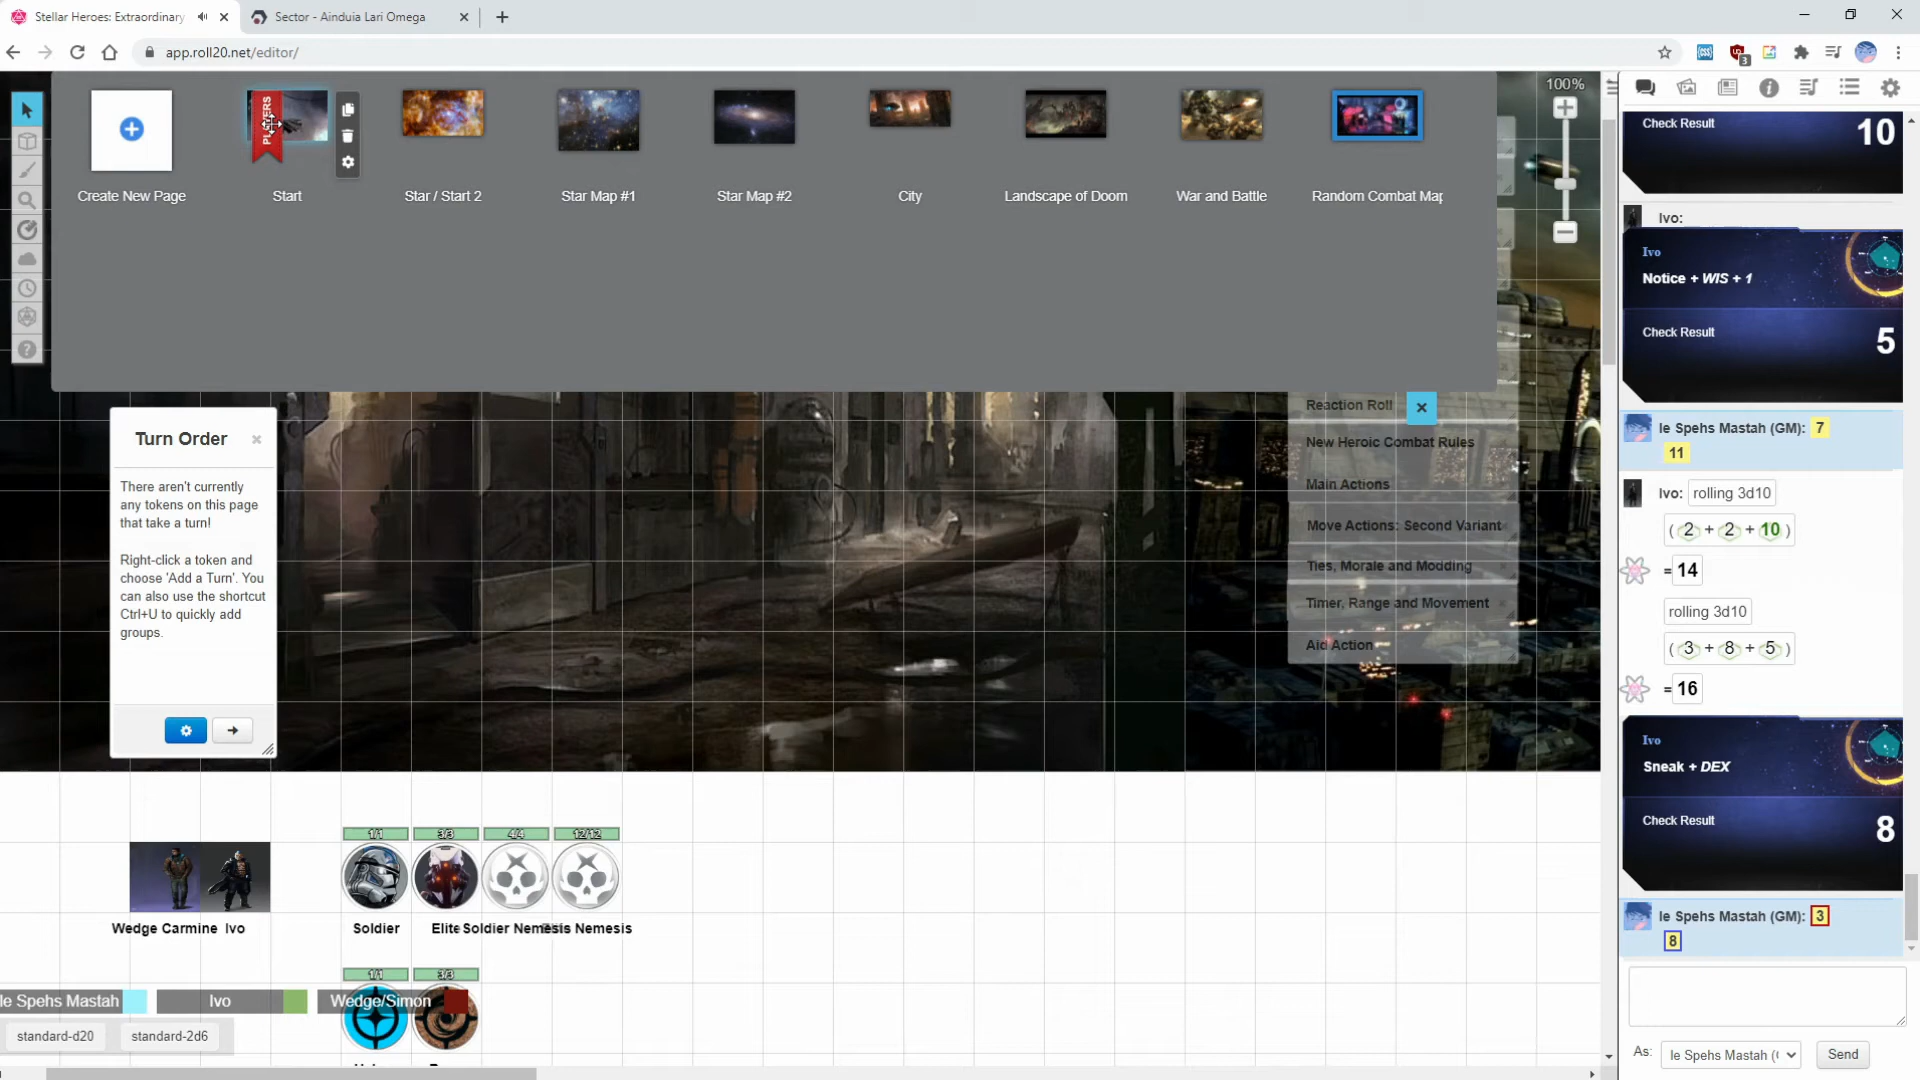 Stellar Heroes: Extraordinary
Sector - Ainduia Lari Omega
app.roll20.net/editor/
3
PLAYERS
Create New Page
Start
Star / Start 2
Star Map #1
Star Map #2
City
Landscape of Doom
War and Battle
Random Combat Map
100%
Turn Order
There aren't currently
any tokens on this page
that take a turn!
Right-click a token and
choose 'Add a Turn'. You
can also use the shortcut
Ctrl+U to quickly add
groups.
Reaction Roll
New Heroic Combat Rules
Main Actions
Move Actions: Second Variant
Ties, Morale and Modding
Timer, Range and Movement
Aid Action
1/1
3/3
4/4
12/12
Wedge Carmine
Ivo
Soldier
Elite Soldier
Nemesis
Nemesis
1/1
3/3
le Spehs Mastah
Ivo
Wedge/Simon
standard-d20
standard-2d6
Check Result
10
Ivo:
Ivo
Notice + WIS + 1
Check Result
5
le Spehs Mastah (GM): 7
11
Ivo: rolling 3d10
(2+2+10)
=14
rolling 3d10
(3+8+5)
=16
Ivo
Sneak + DEX
Check Result
8
le Spehs Mastah (GM): 3
8
As:
le Spehs Mastah (
Send